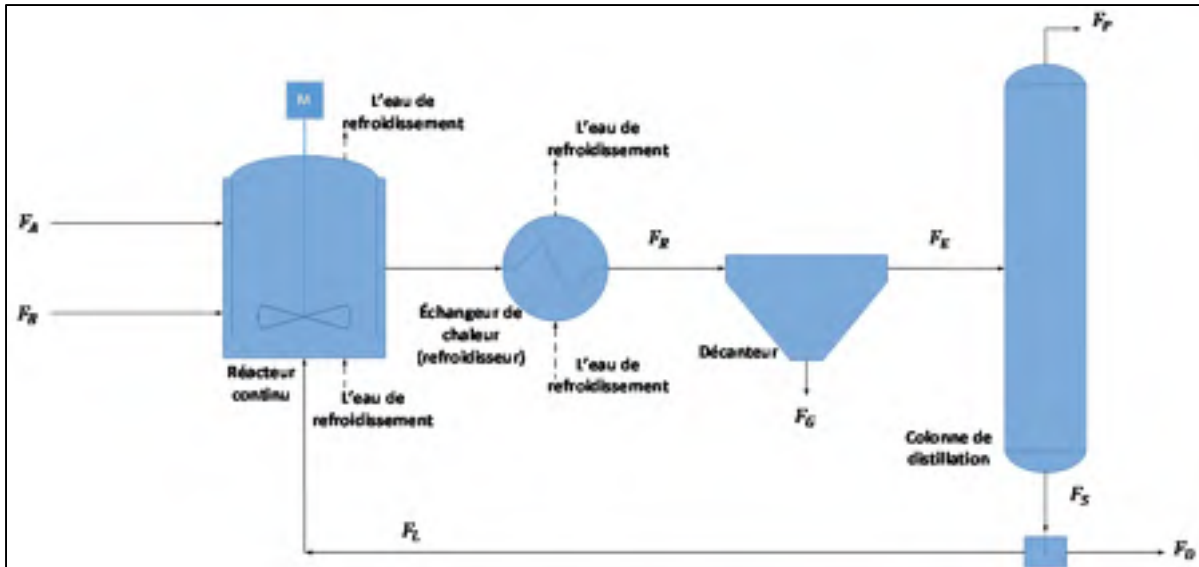 F_P
M
L'eau de
refroidissement
L'eau de
refroidissement
F_A
F_R
F_E
F_B
Échangeur de
chaleur
(refroidisseur)
Décanteur
Réacteur
continu
L'eau de
refroidissement
L'eau de
refroidissement
F_G
Colonne de
distillation
F_S
F_L
F_D